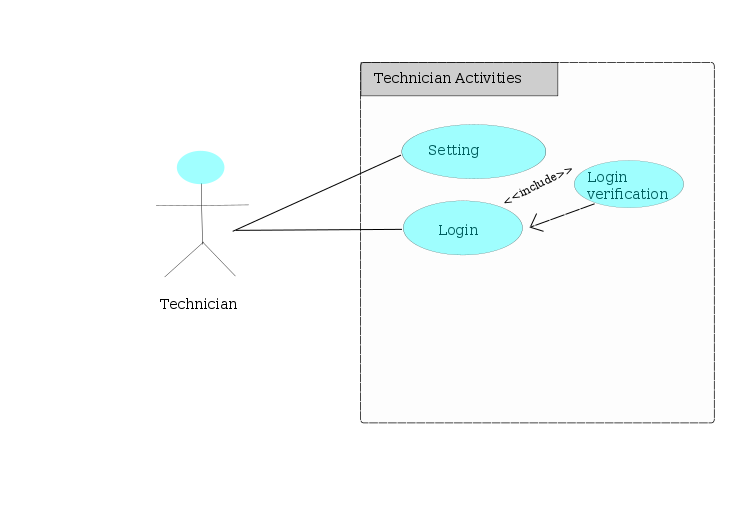 Technician Activities
Setting
<<include>>
Login
verification
Login
Technician